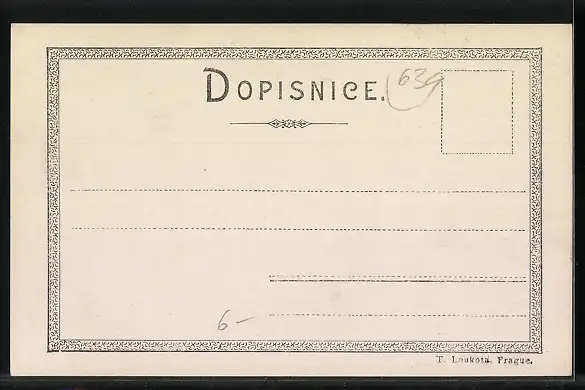 DOPISNICE.
639
6-
T. Loukota. Prague.